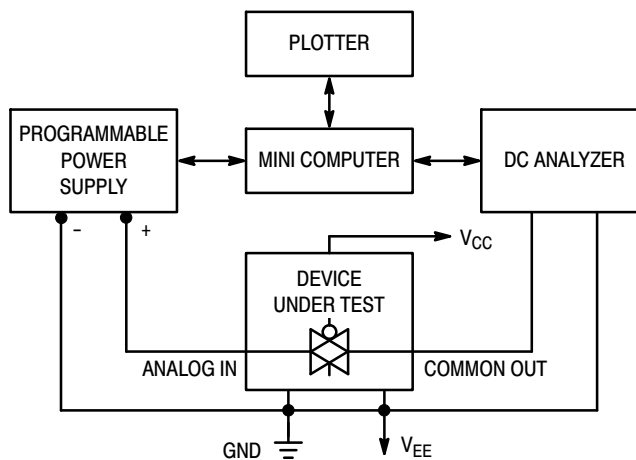 PLOTTER
PROGRAMMABLE
POWER
SUPPLY
MINI COMPUTER
DC ANALYZER
− +
VCC
DEVICE
UNDER TEST
ANALOG IN
COMMON OUT
GND
VEE